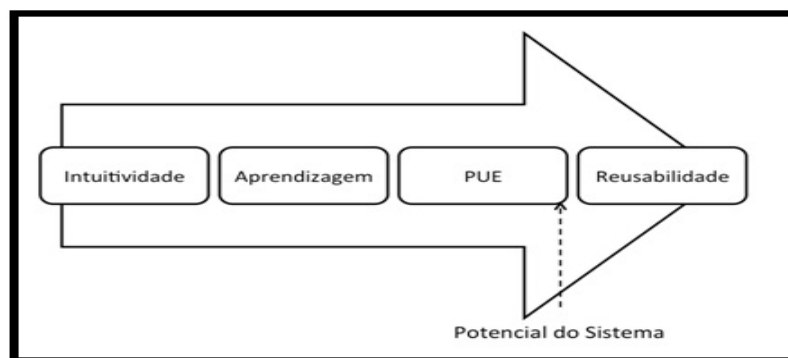 Intuitividade
Aprendizagem
PUE
Reusabilidade
Potencial do Sistema